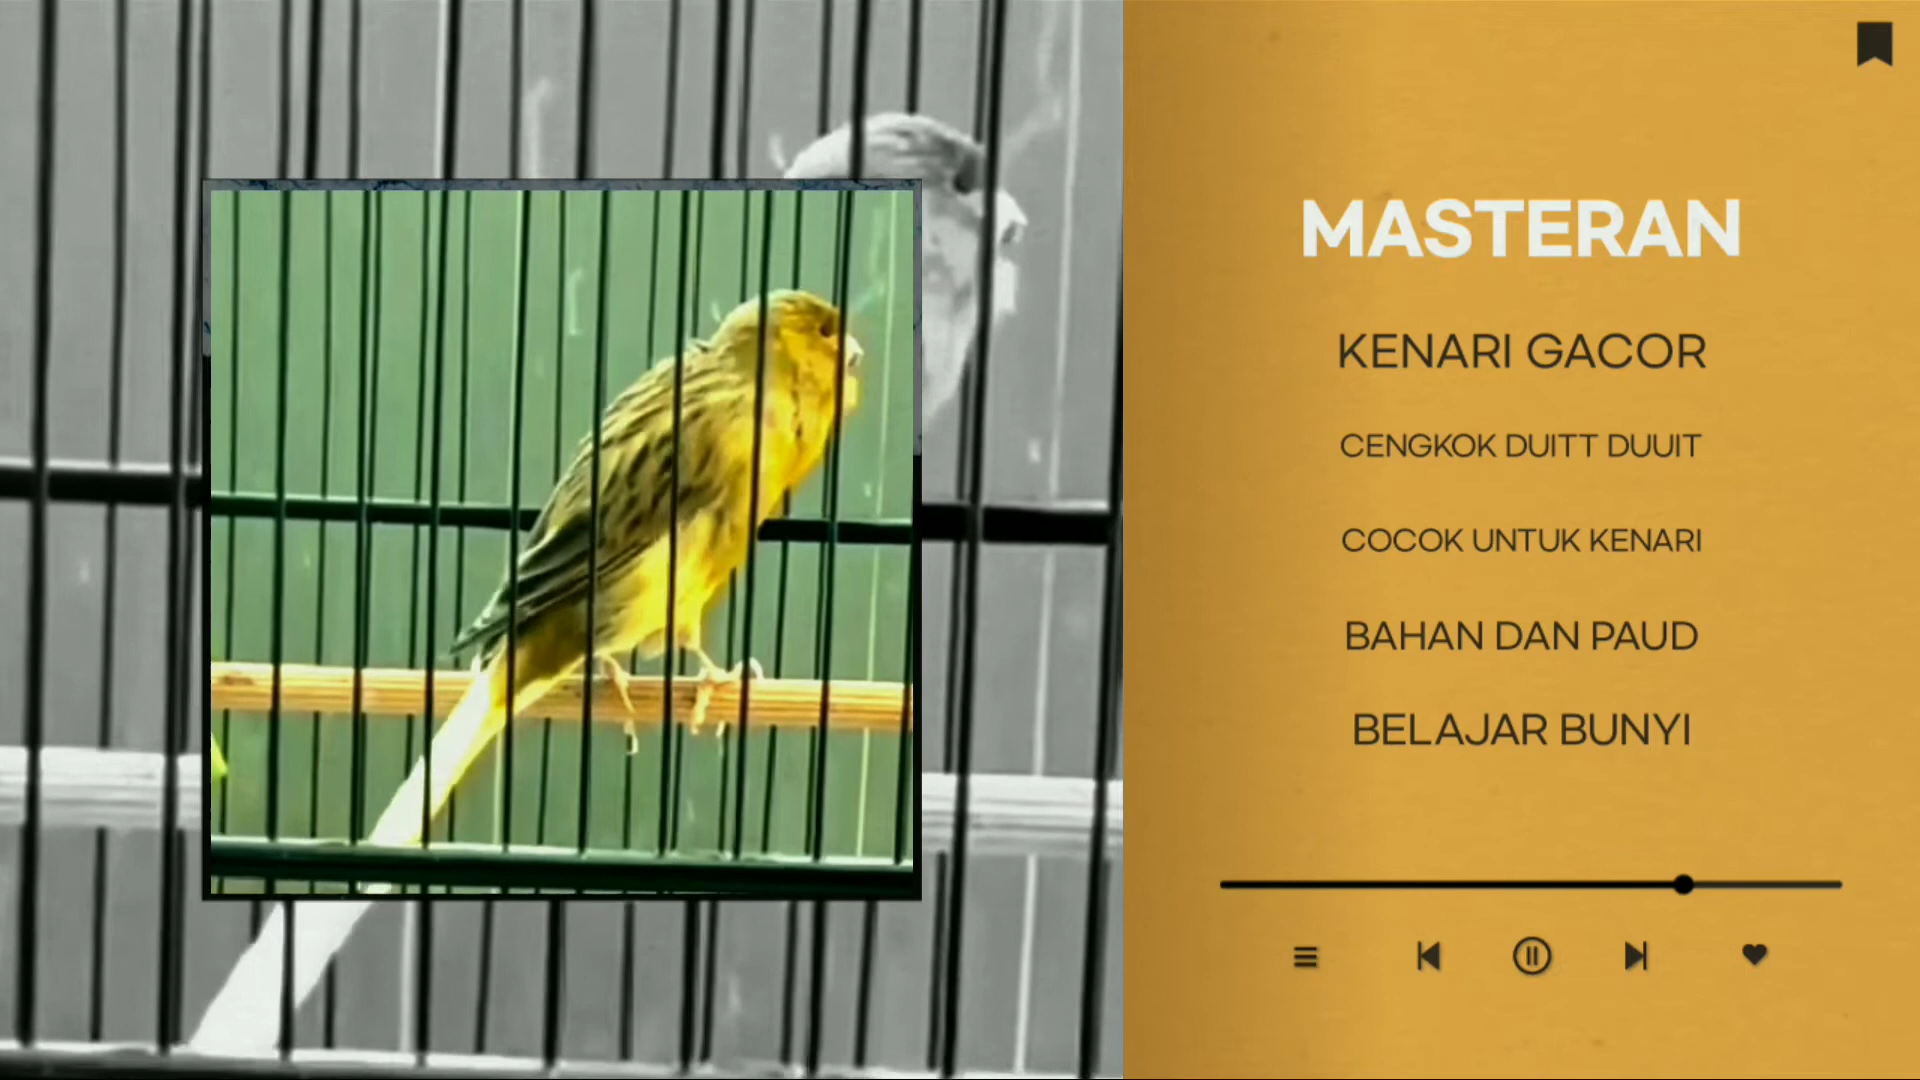 MASTERAN
KENARI GACOR
CENGKOK DUITT DUUIT
COCOK UNTUK KENARI
BAHAN DAN PAUD
BELAJAR BUNYI